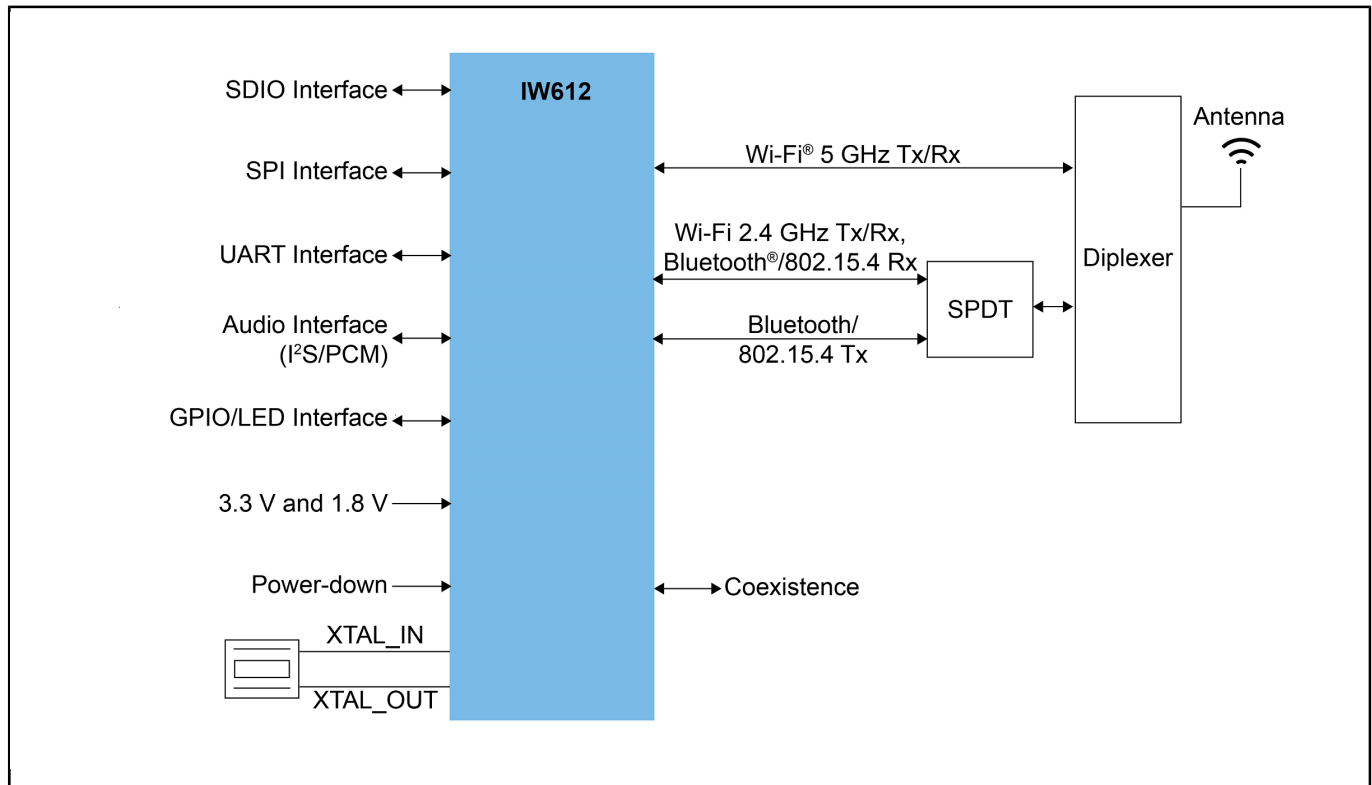 IW612
SDIO Interface
SPI Interface
UART Interface
Audio Interface
(I²S/PCM)
GPIO/LED Interface
3.3 V and 1.8 V
Power-down
XTAL_IN
XTAL_OUT
Wi-Fi® 5 GHz Tx/Rx
Wi-Fi 2.4 GHz Tx/Rx,
Bluetooth®/802.15.4 Rx
Bluetooth/
802.15.4 Tx
Coexistence
SPDT
Diplexer
Antenna